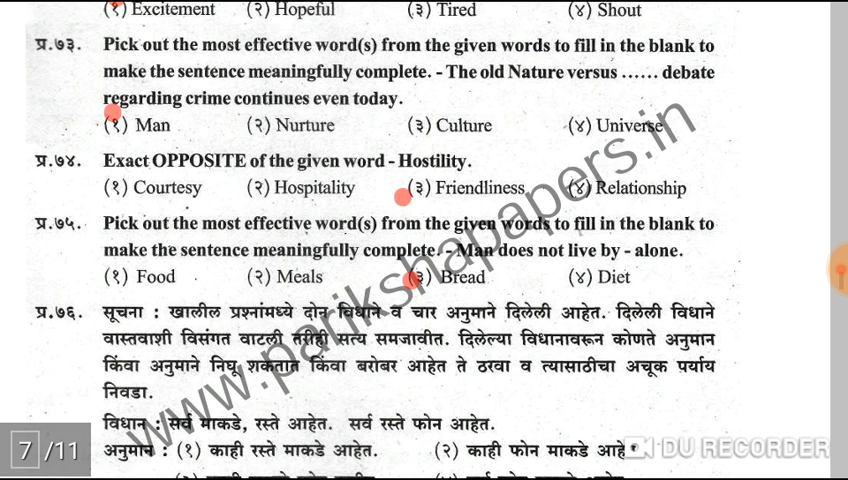 (१) Excitement (२) Hopeful (३) Tired (४) Shout
प्र.७३. Pick out the most effective word(s) from the given words to fill in the blank to
make the sentence meaningfully complete. - The old Nature versus ...... debate
regarding crime continues even today.
(१) Man (२) Nurture (३) Culture (४) Universe
प्र.७४. Exact OPPOSITE of the given word - Hostility.
(१) Courtesy (२) Hospitality (३) Friendliness (४) Relationship
प्र.७५. Pick out the most effective word(s) from the given words to fill in the blank to
make the sentence meaningfully complete. - Man does not live by - alone.
(१) Food (२) Meals (३) Bread (४) Diet
प्र.७६. सूचना : खालील प्रश्नांमध्ये दोन विधाने व चार अनुमाने दिलेली आहेत. दिलेली विधाने
वास्तवाशी विसंगत वाटली तरीही सत्य समजावीत. दिलेल्या विधानावरून कोणते अनुमान
किंवा अनुमाने निघू शकतात किंवा बरोबर आहेत ते ठरवा व त्यासाठीचा अचूक पर्याय
निवडा.
विधान : सर्व माकडे, रस्ते आहेत. सर्व रस्ते फोन आहेत.
अनुमान : (१) काही रस्ते माकडे आहेत. (२) काही फोन माकडे आहे
www.parikshapapers.in
7 /11
DU RECORDER